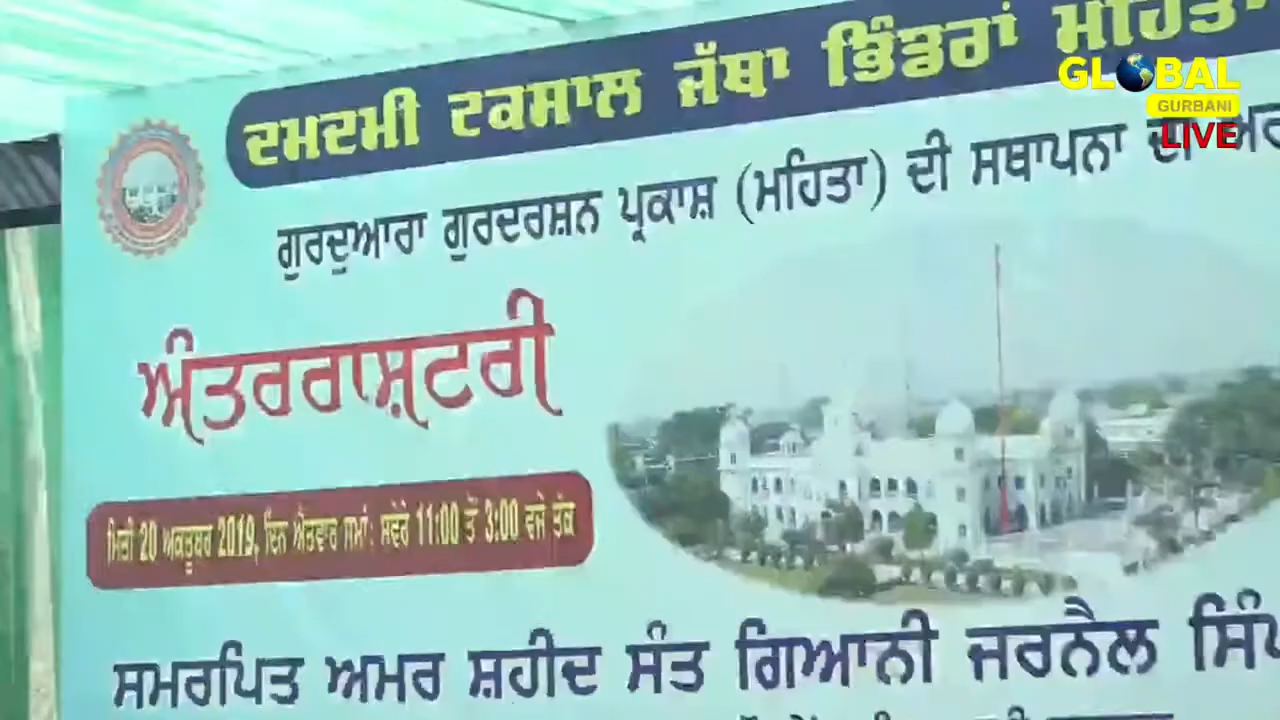 ਦਮਦਮੀ ਟਕਸਾਲ ਜੱਥਾ ਭਿੰਡਰਾਂ ਮਹਿਤਾ
GLOBAL
GURBANI
LIVE
ਗੁਰਦੁਆਰਾ ਗੁਰਦਰਸ਼ਨ ਪ੍ਰਕਾਸ਼ (ਮਹਿਤਾ) ਦੀ ਸਥਾਪਨਾ ਦੀ
ਅੰਤਰਰਾਸ਼ਟਰੀ
ਮਿਤੀ 20 ਅਕਤੂਬਰ 2019, ਦਿਨ ਐਤਵਾਰ ਸਮਾਂ: ਸਵੇਰੇ 11:00 ਤੋਂ 3:00 ਵਜੇ ਤੱਕ
ਸਮਰਪਿਤ ਅਮਰ ਸ਼ਹੀਦ ਸੰਤ ਗਿਆਨੀ ਜਰਨੈਲ